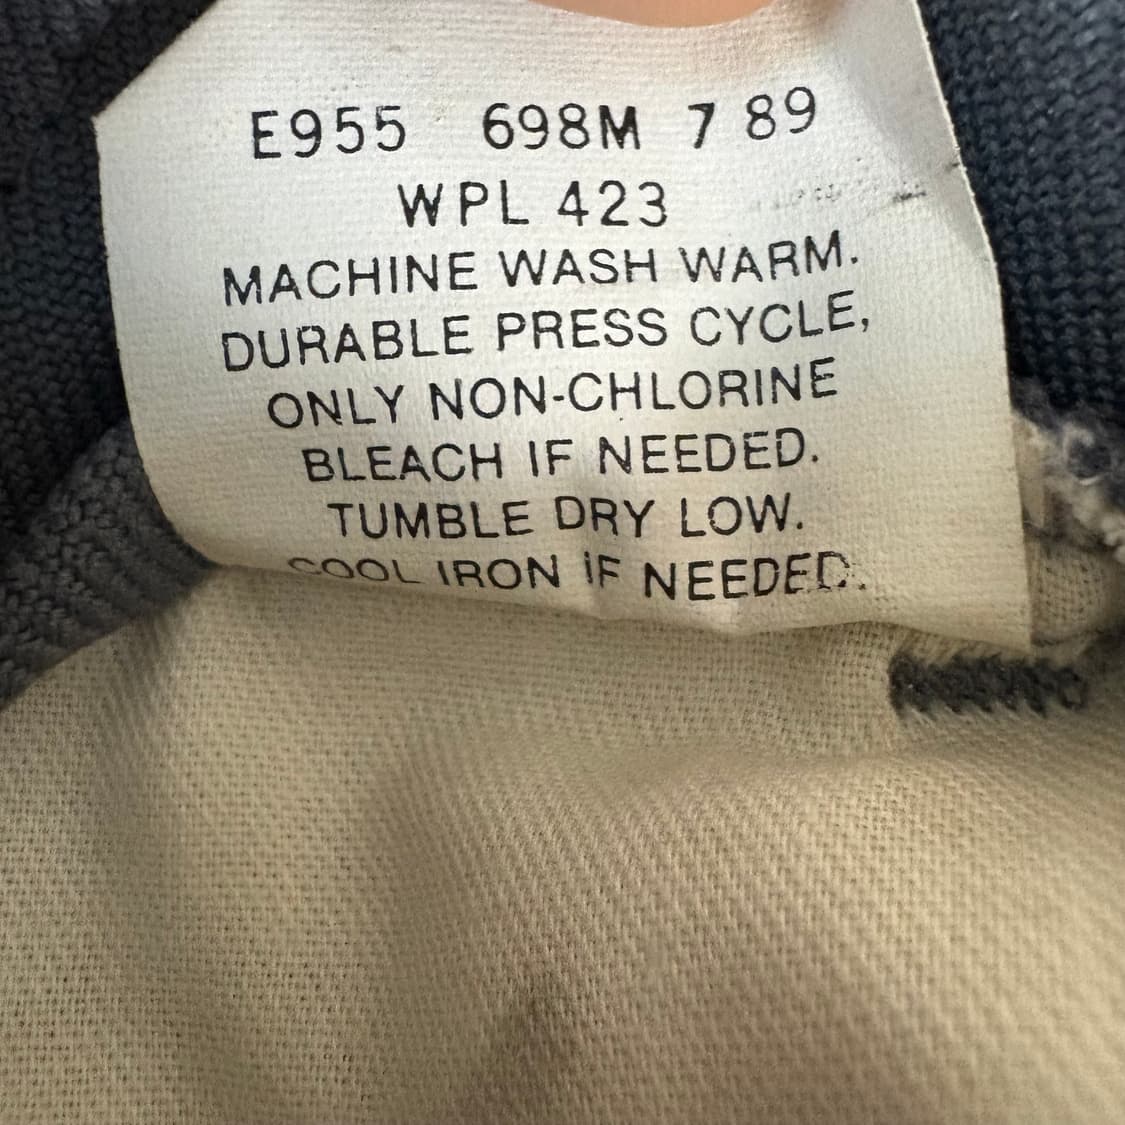 E955 698M 7 89
WPL 423
MACHINE WASH WARM.
DURABLE PRESS CYCLE,
ONLY NON-CHLORINE
BLEACH IF NEEDED.
TUMBLE DRY LOW.
COOL IRON IF NEEDED.